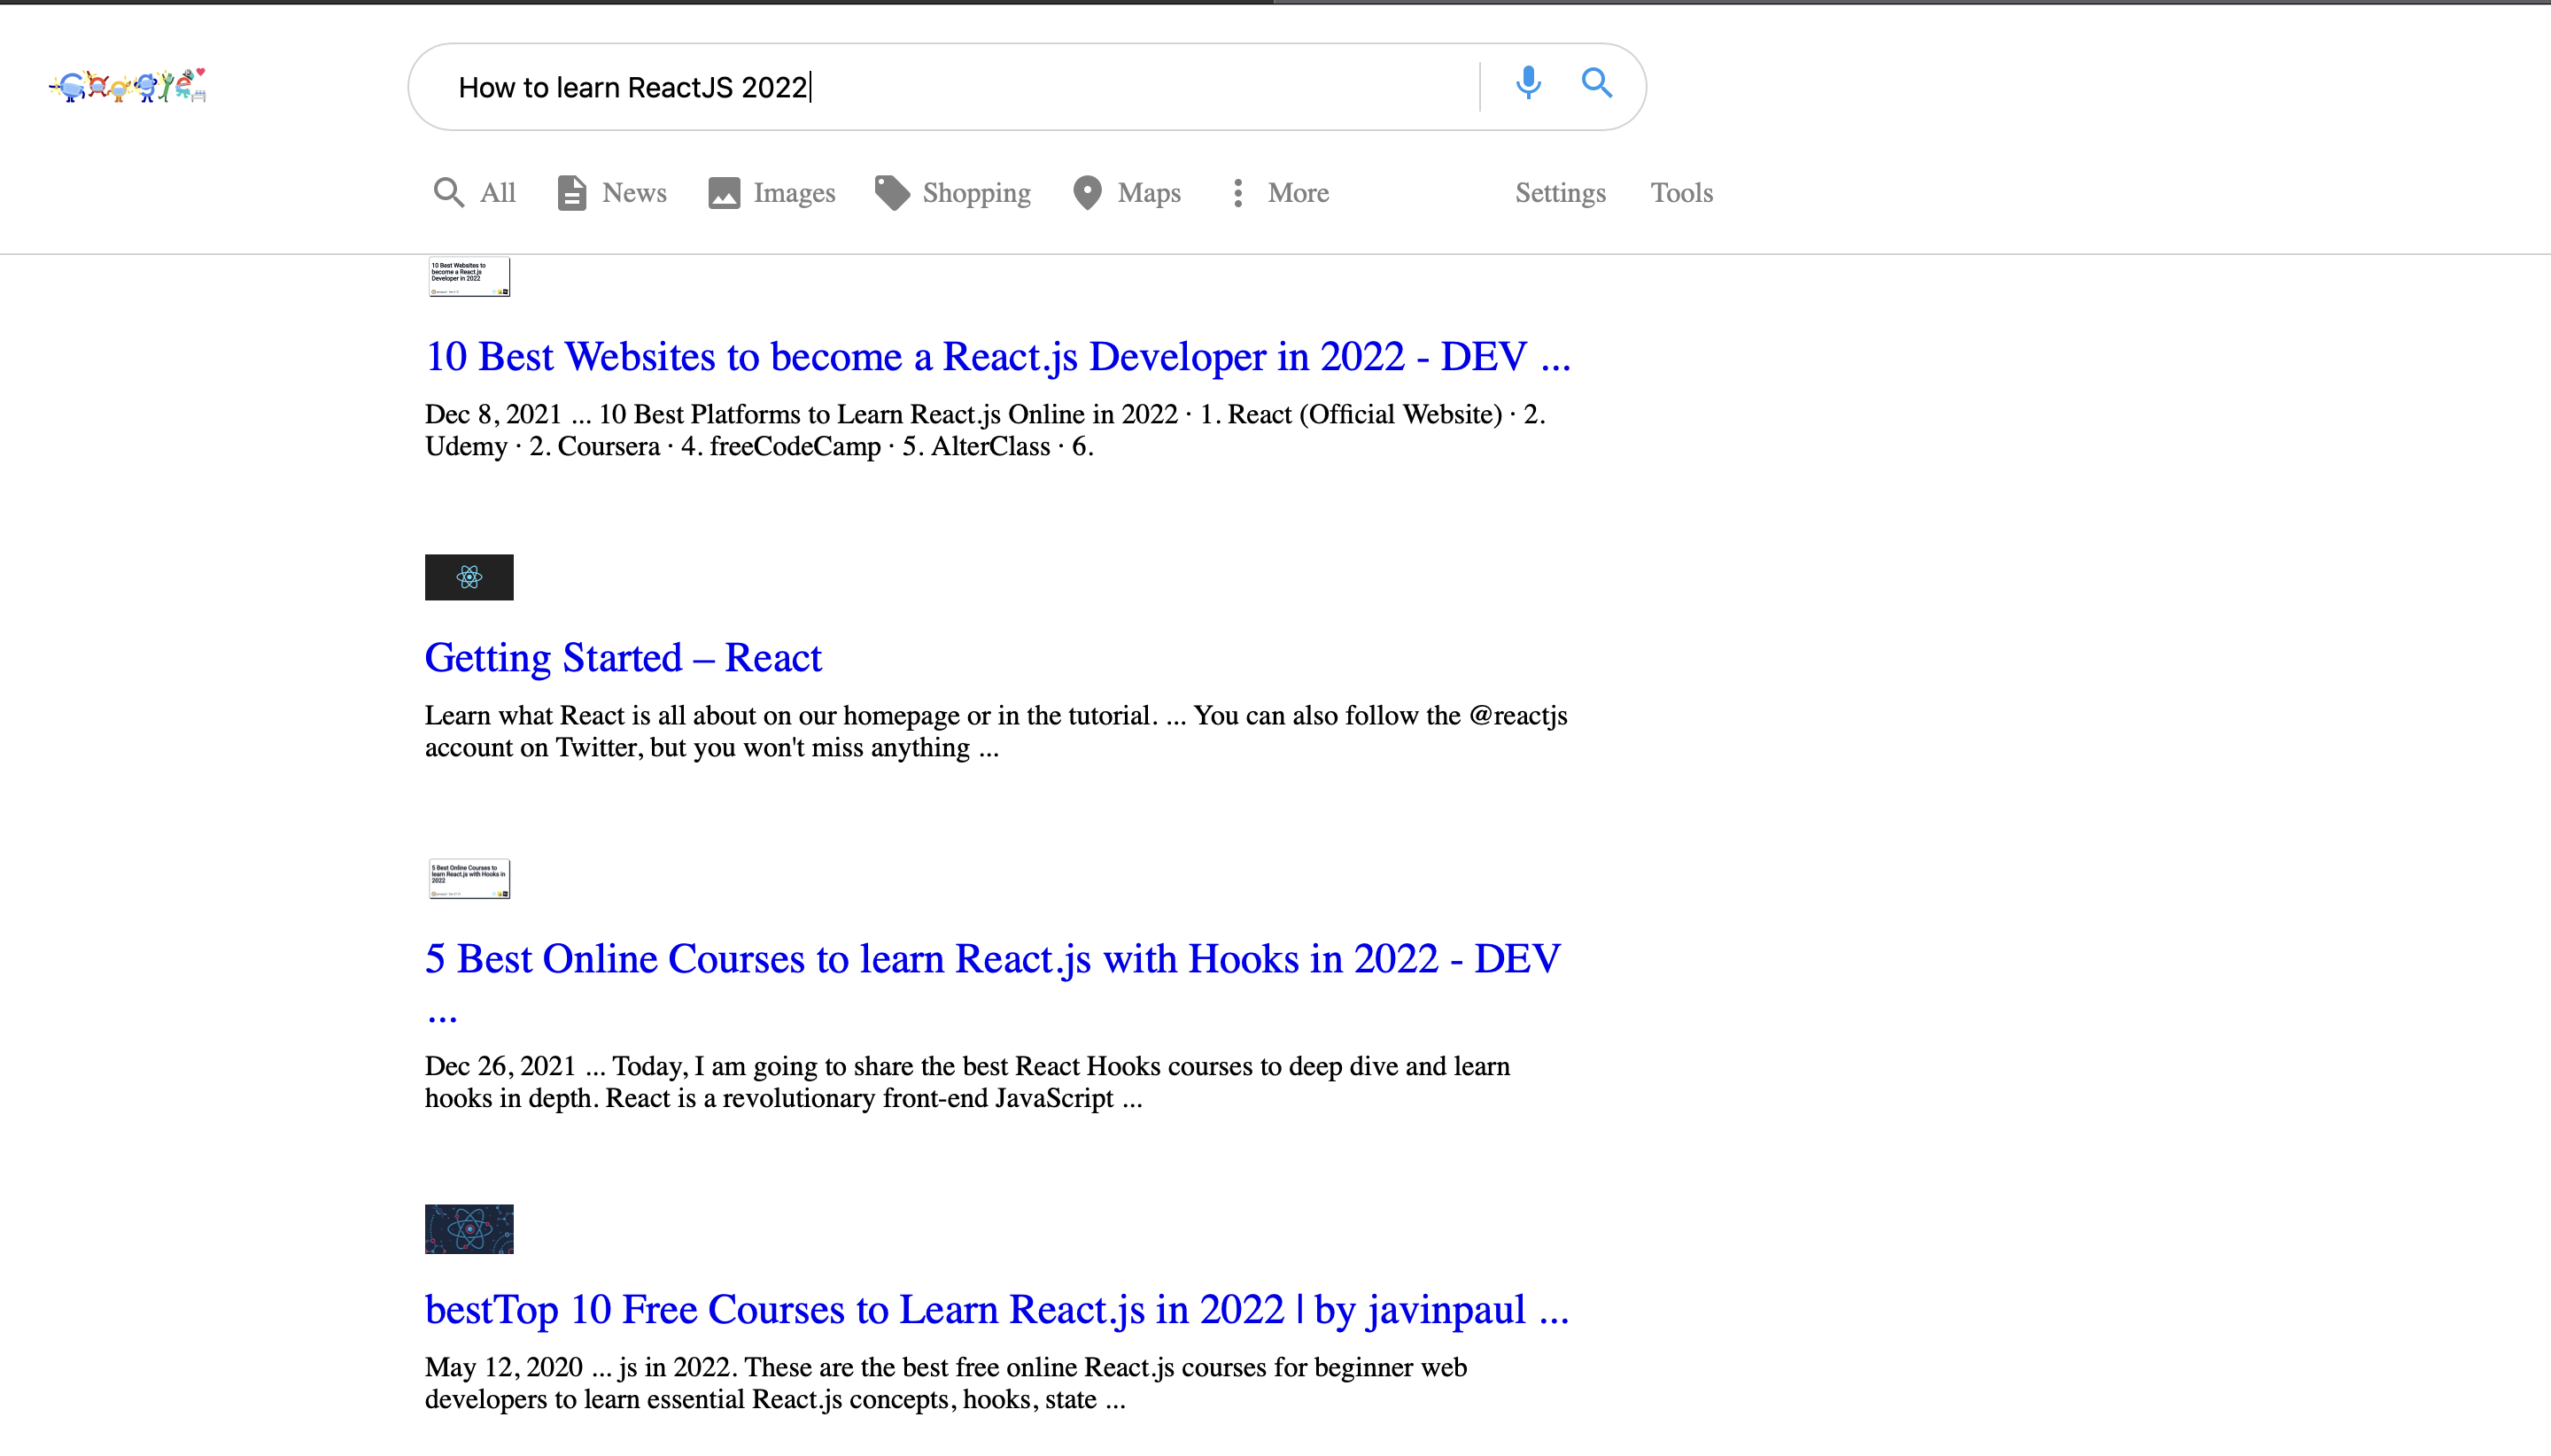 Google
How to learn ReactJS 2022
All News Images Shopping Maps More Settings Tools
10 Best Websites to
become a React.js
Developer in 2022
10 Best Websites to become a React.js Developer in 2022 - DEV ...
Dec 8, 2021 ... 10 Best Platforms to Learn React.js Online in 2022 · 1. React (Official Website) · 2.
Udemy · 2. Coursera · 4. freeCodeCamp · 5. AlterClass · 6.
Getting Started – React
Learn what React is all about on our homepage or in the tutorial. ... You can also follow the @reactjs
account on Twitter, but you won't miss anything ...
5 Best Online Courses to
learn React.js with Hooks in
2022
5 Best Online Courses to learn React.js with Hooks in 2022 - DEV
...
Dec 26, 2021 ... Today, I am going to share the best React Hooks courses to deep dive and learn
hooks in depth. React is a revolutionary front-end JavaScript ...
bestTop 10 Free Courses to Learn React.js in 2022 | by javinpaul ...
May 12, 2020 ... js in 2022. These are the best free online React.js courses for beginner web
developers to learn essential React.js concepts, hooks, state ...